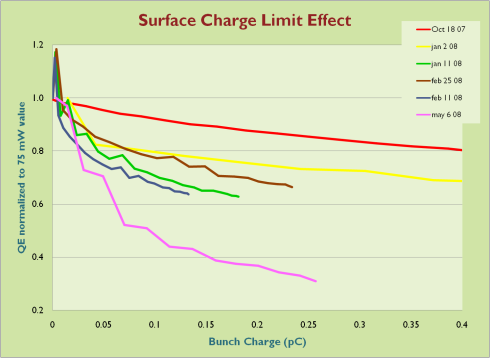 Surface Charge Limit Effect
Oct 18 07
jan 2 08
jan 11 08
feb 25 08
feb 11 08
may 6 08
QE normalized to 75 mW value
1.2
1.0
0.8
0.6
0.4
0.2
0 0.05 0.1 0.15 0.2 0.25 0.3 0.35 0.4
Bunch Charge (pC)